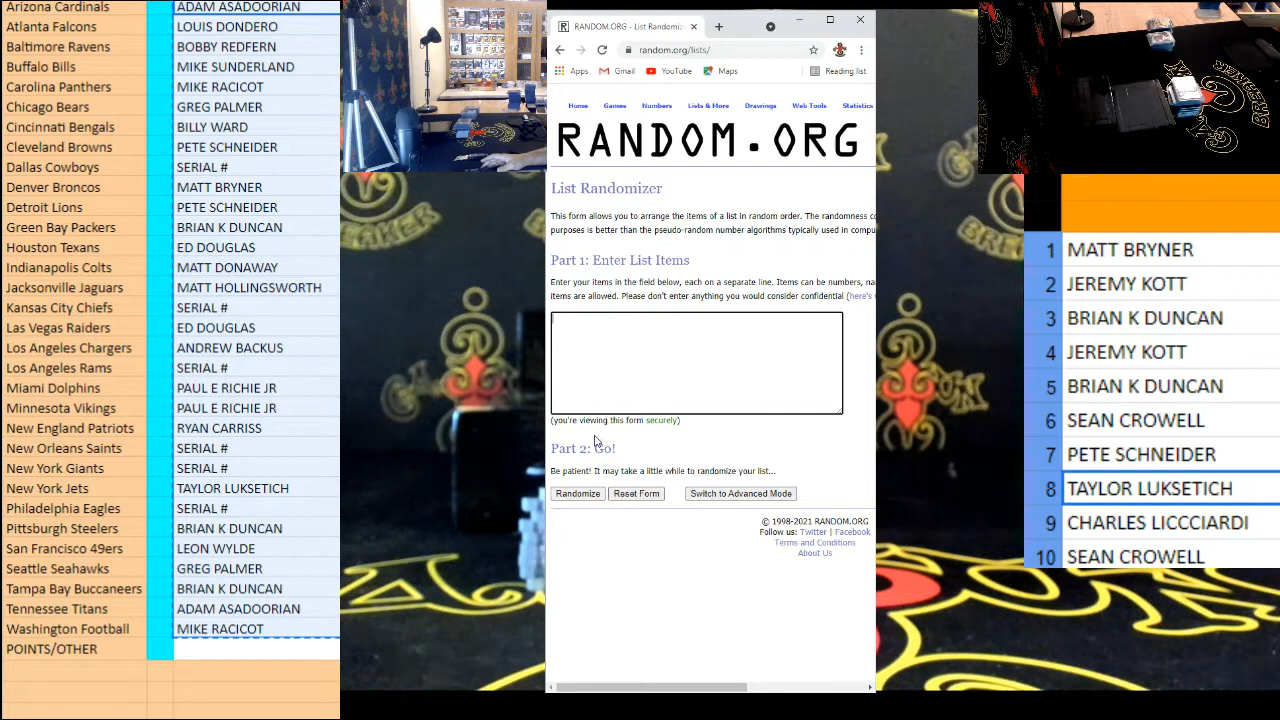 Arizona Cardinals ADAM ASADOORIAN
Atlanta Falcons LOUIS DONDERO
Baltimore Ravens BOBBY REDFERN
Buffalo Bills MIKE SUNDERLAND
Carolina Panthers MIKE RACICOT
Chicago Bears GREG PALMER
Cincinnati Bengals BILLY WARD
Cleveland Browns PETE SCHNEIDER
Dallas Cowboys SERIAL #
Denver Broncos MATT BRYNER
Detroit Lions PETE SCHNEIDER
Green Bay Packers BRIAN K DUNCAN
Houston Texans ED DOUGLAS
Indianapolis Colts MATT DONAWAY
Jacksonville Jaguars MATT HOLLINGSWORTH
Kansas City Chiefs SERIAL #
Las Vegas Raiders ED DOUGLAS
Los Angeles Chargers ANDREW BACKUS
Los Angeles Rams SERIAL #
Miami Dolphins PAUL E RICHIE JR
Minnesota Vikings PAUL E RICHIE JR
New England Patriots RYAN CARRISS
New Orleans Saints SERIAL #
New York Giants SERIAL #
New York Jets TAYLOR LUKSETICH
Philadelphia Eagles SERIAL #
Pittsburgh Steelers BRIAN K DUNCAN
San Francisco 49ers LEON WYLDE
Seattle Seahawks GREG PALMER
Tampa Bay Buccaneers BRIAN K DUNCAN
Tennessee Titans ADAM ASADOORIAN
Washington Football MIKE RACICOT
POINTS/OTHER
RANDOM.ORG - List Randomiz
random.org/lists/
Apps Gmail YouTube Maps Reading list
Home Games Numbers Lists & More Drawings Web Tools Statistics
RANDOM.ORG
List Randomizer
This form allows you to arrange the items of a list in random order. The randomness co
purposes is better than the pseudo-random number algorithms typically used in compu
Part 1: Enter List Items
Enter your items in the field below, each on a separate line. Items can be numbers, na
items are allowed. Please don't enter anything you would consider confidential (here's
(you're viewing this form securely)
Part 2: Go!
Be patient! It may take a little while to randomize your list...
Randomize Reset Form Switch to Advanced Mode
© 1998-2021 RANDOM.ORG
Follow us: Twitter | Facebook
Terms and Conditions
About Us
1 MATT BRYNER
2 JEREMY KOTT
3 BRIAN K DUNCAN
4 JEREMY KOTT
5 BRIAN K DUNCAN
6 SEAN CROWELL
7 PETE SCHNEIDER
8 TAYLOR LUKSETICH
9 CHARLES LICCCIARDI
10 SEAN CROWELL